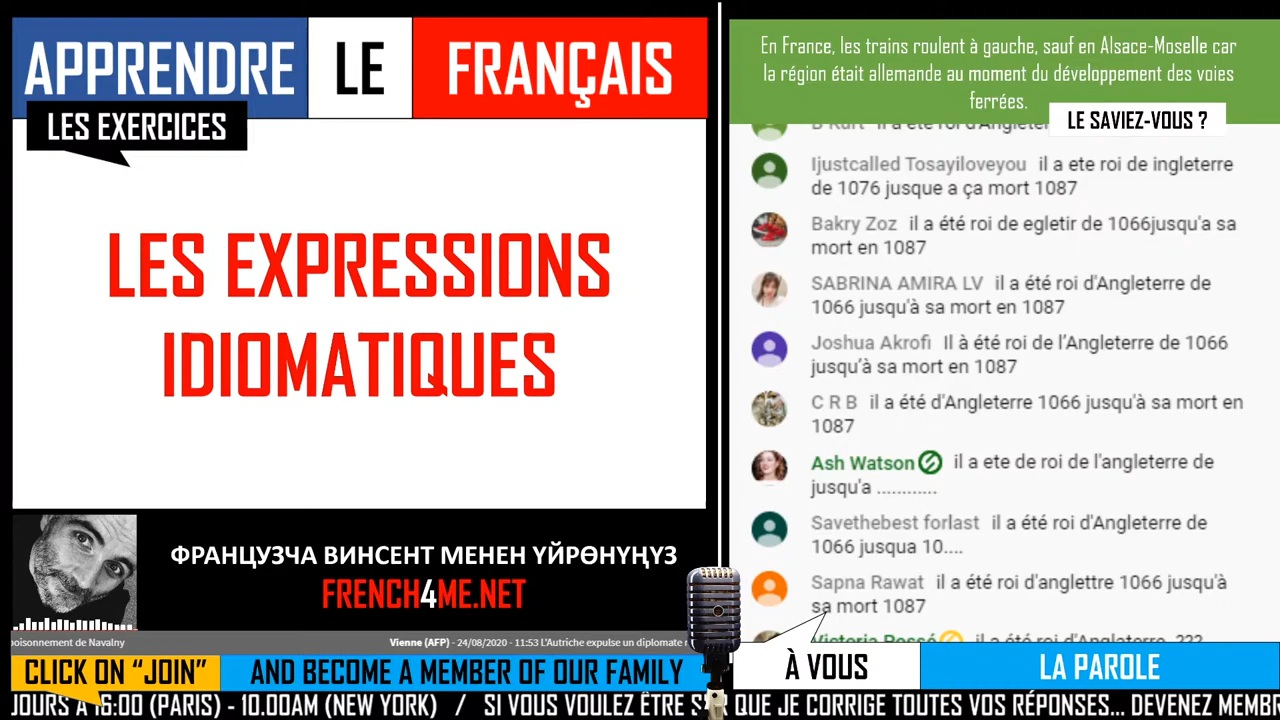 APPRENDRE LE FRANÇAIS
LES EXERCICES
LES EXPRESSIONS
IDIOMATIQUES
ФРАНЦУЗЧА ВИНСЕНТ МЕНЕН ҮЙРӨНҮҢҮЗ
FRENCH4ME.NET
Vienne (AFP) - 24/08/2020 - 11:53 L'Autriche expulse un diplomate
CLICK ON “JOIN” AND BECOME A MEMBER OF OUR FAMILY
En France, les trains roulent à gauche, sauf en Alsace-Moselle car
la région était allemande au moment du développement des voies
ferrées.
LE SAVIEZ-VOUS ?
Ijustcalled Tosayiloveyou il a ete roi de ingleterre
de 1076 jusque a ça mort 1087
Bakry Zoz il a été roi de egletir de 1066jusqu'a sa
mort en 1087
SABRINA AMIRA LV il a été roi d'Angleterre de
1066 jusqu'à sa mort en 1087
Joshua Akrofi Il à été roi de l’Angleterre de 1066
jusqu’à sa mort en 1087
C R B il a été d'Angleterre 1066 jusqu'à sa mort en
1087
Ash Watson il a ete de roi de l'angleterre de
jusqu'a ............
Savethebest forlast il a été roi d'Angleterre de
1066 jusqua 10....
Sapna Rawat il a été roi d'anglettre 1066 jusqu'à
sa mort 1087
À VOUS LA PAROLE
JOURS A 16:00 (PARIS) - 10.00AM (NEW YORK) / SI VOUS VOULEZ ÊTRE QUE JE CORRIGE TOUTES VOS RÉPONSES... DEVENEZ